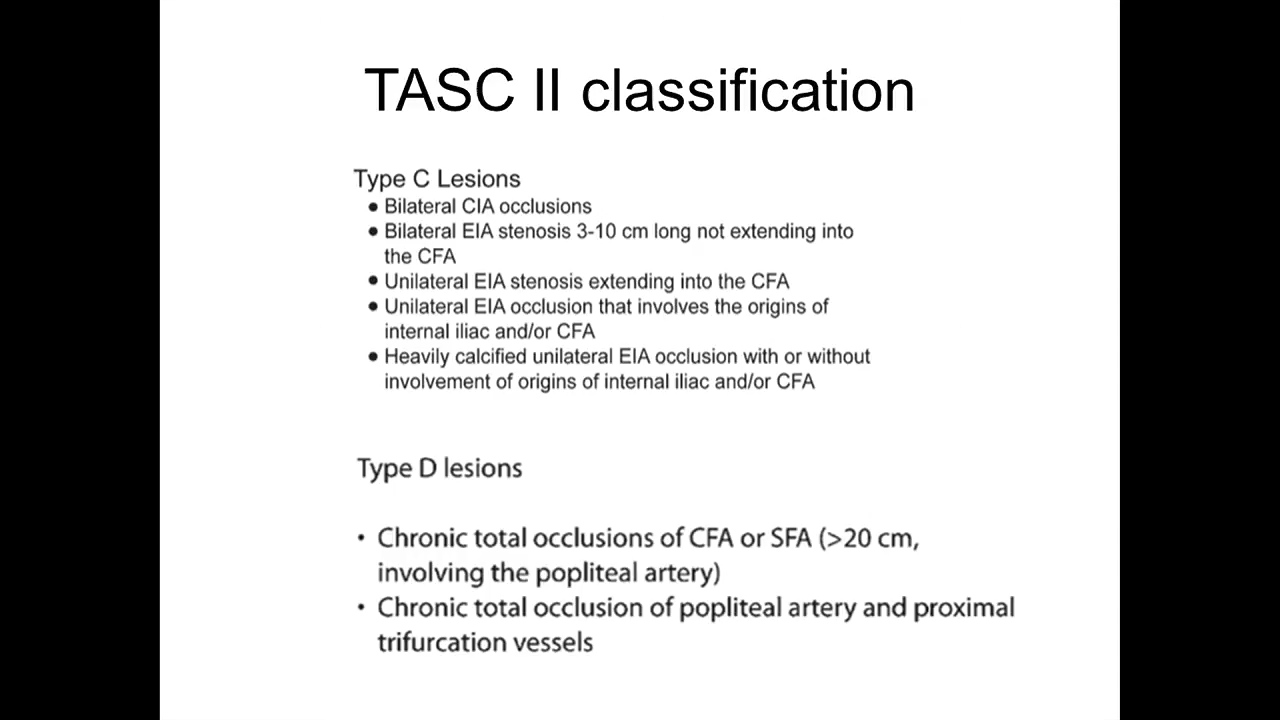 TASC II classification
Type C Lesions
● Bilateral CIA occlusions
● Bilateral EIA stenosis 3-10 cm long not extending into
the CFA
● Unilateral EIA stenosis extending into the CFA
● Unilateral EIA occlusion that involves the origins of
internal iliac and/or CFA
● Heavily calcified unilateral EIA occlusion with or without
involvement of origins of internal iliac and/or CFA
Type D lesions
• Chronic total occlusions of CFA or SFA (>20 cm,
involving the popliteal artery)
• Chronic total occlusion of popliteal artery and proximal
trifurcation vessels